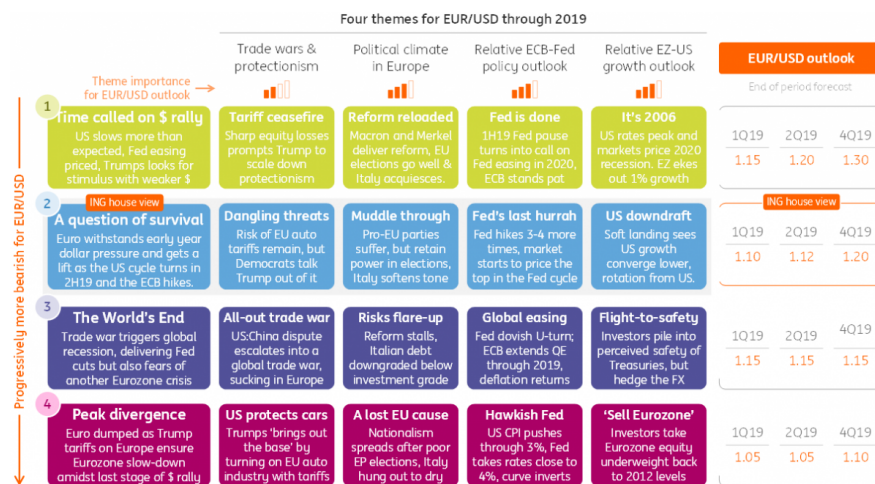 Four themes for EUR/USD through 2019
Theme importance
for EUR/USD outlook
Trade wars &
protectionism
Political climate
in Europe
Relative ECB-Fed
policy outlook
Relative EZ-US
growth outlook
EUR/USD outlook
End of period forecast
Progressively more bearish for EUR/USD
1
Time called on $ rally
US slows more than
expected, Fed easing
priced, Trumps looks for
stimulus with weaker $
Tariff ceasefire
Sharp equity losses
prompts Trump to
scale down
protectionism
Reform reloaded
Macron and Merkel
deliver reform, EU
elections go well &
Italy acquiesces.
Fed is done
1H19 Fed pause
turns into call on
Fed easing in 2020,
ECB stands pat
It's 2006
US rates peak and
markets price 2020
recession. EZ ekes
out 1% growth
1Q19 2Q19 4Q19
1.15 1.20 1.30
2
ING house view
A question of survival
Euro withstands early year
dollar pressure and gets a
lift as the US cycle turns in
2H19 and the ECB hikes.
Dangling threats
Risk of EU auto
tariffs remain, but
Democrats talk
Trump out of it
Muddle through
Pro-EU parties
suffer, but retain
power in elections,
Italy softens tone
Fed's last hurrah
Fed hikes 3-4 more
times, market
starts to price the
top in the Fed cycle
US downdraft
Soft landing sees
US growth
converge lower,
rotation from US.
ING house view
1Q19 2Q19 4Q19
1.10 1.12 1.20
3
The World's End
Trade war triggers global
recession, delivering Fed
cuts but also fears of
another Eurozone crisis
All-out trade war
US:China dispute
escalates into a
global trade war,
sucking in Europe
Risks flare-up
Reform stalls,
Italian debt
downgraded below
investment grade
Global easing
Fed dovish U-turn;
ECB extends QE
through 2019,
deflation returns
Flight-to-safety
Investors pile into
perceived safety of
Treasuries, but
hedge the FX
1Q19 2Q19 4Q19
1.15 1.15 1.15
4
Peak divergence
Euro dumped as Trump
tariffs on Europe ensure
Eurozone slow-down
amidst last stage of $ rally
US protects cars
Trumps 'brings out
the base' by
turning on EU auto
industry with tariffs
A lost EU cause
Nationalism
spreads after poor
EP elections, Italy
hung out to dry
Hawkish Fed
US CPI pushes
through 3%, Fed
takes rates close to
4%, curve inverts
'Sell Eurozone'
Investors take
Eurozone equity
underweight back
to 2012 levels
1Q19 2Q19 4Q19
1.05 1.05 1.10